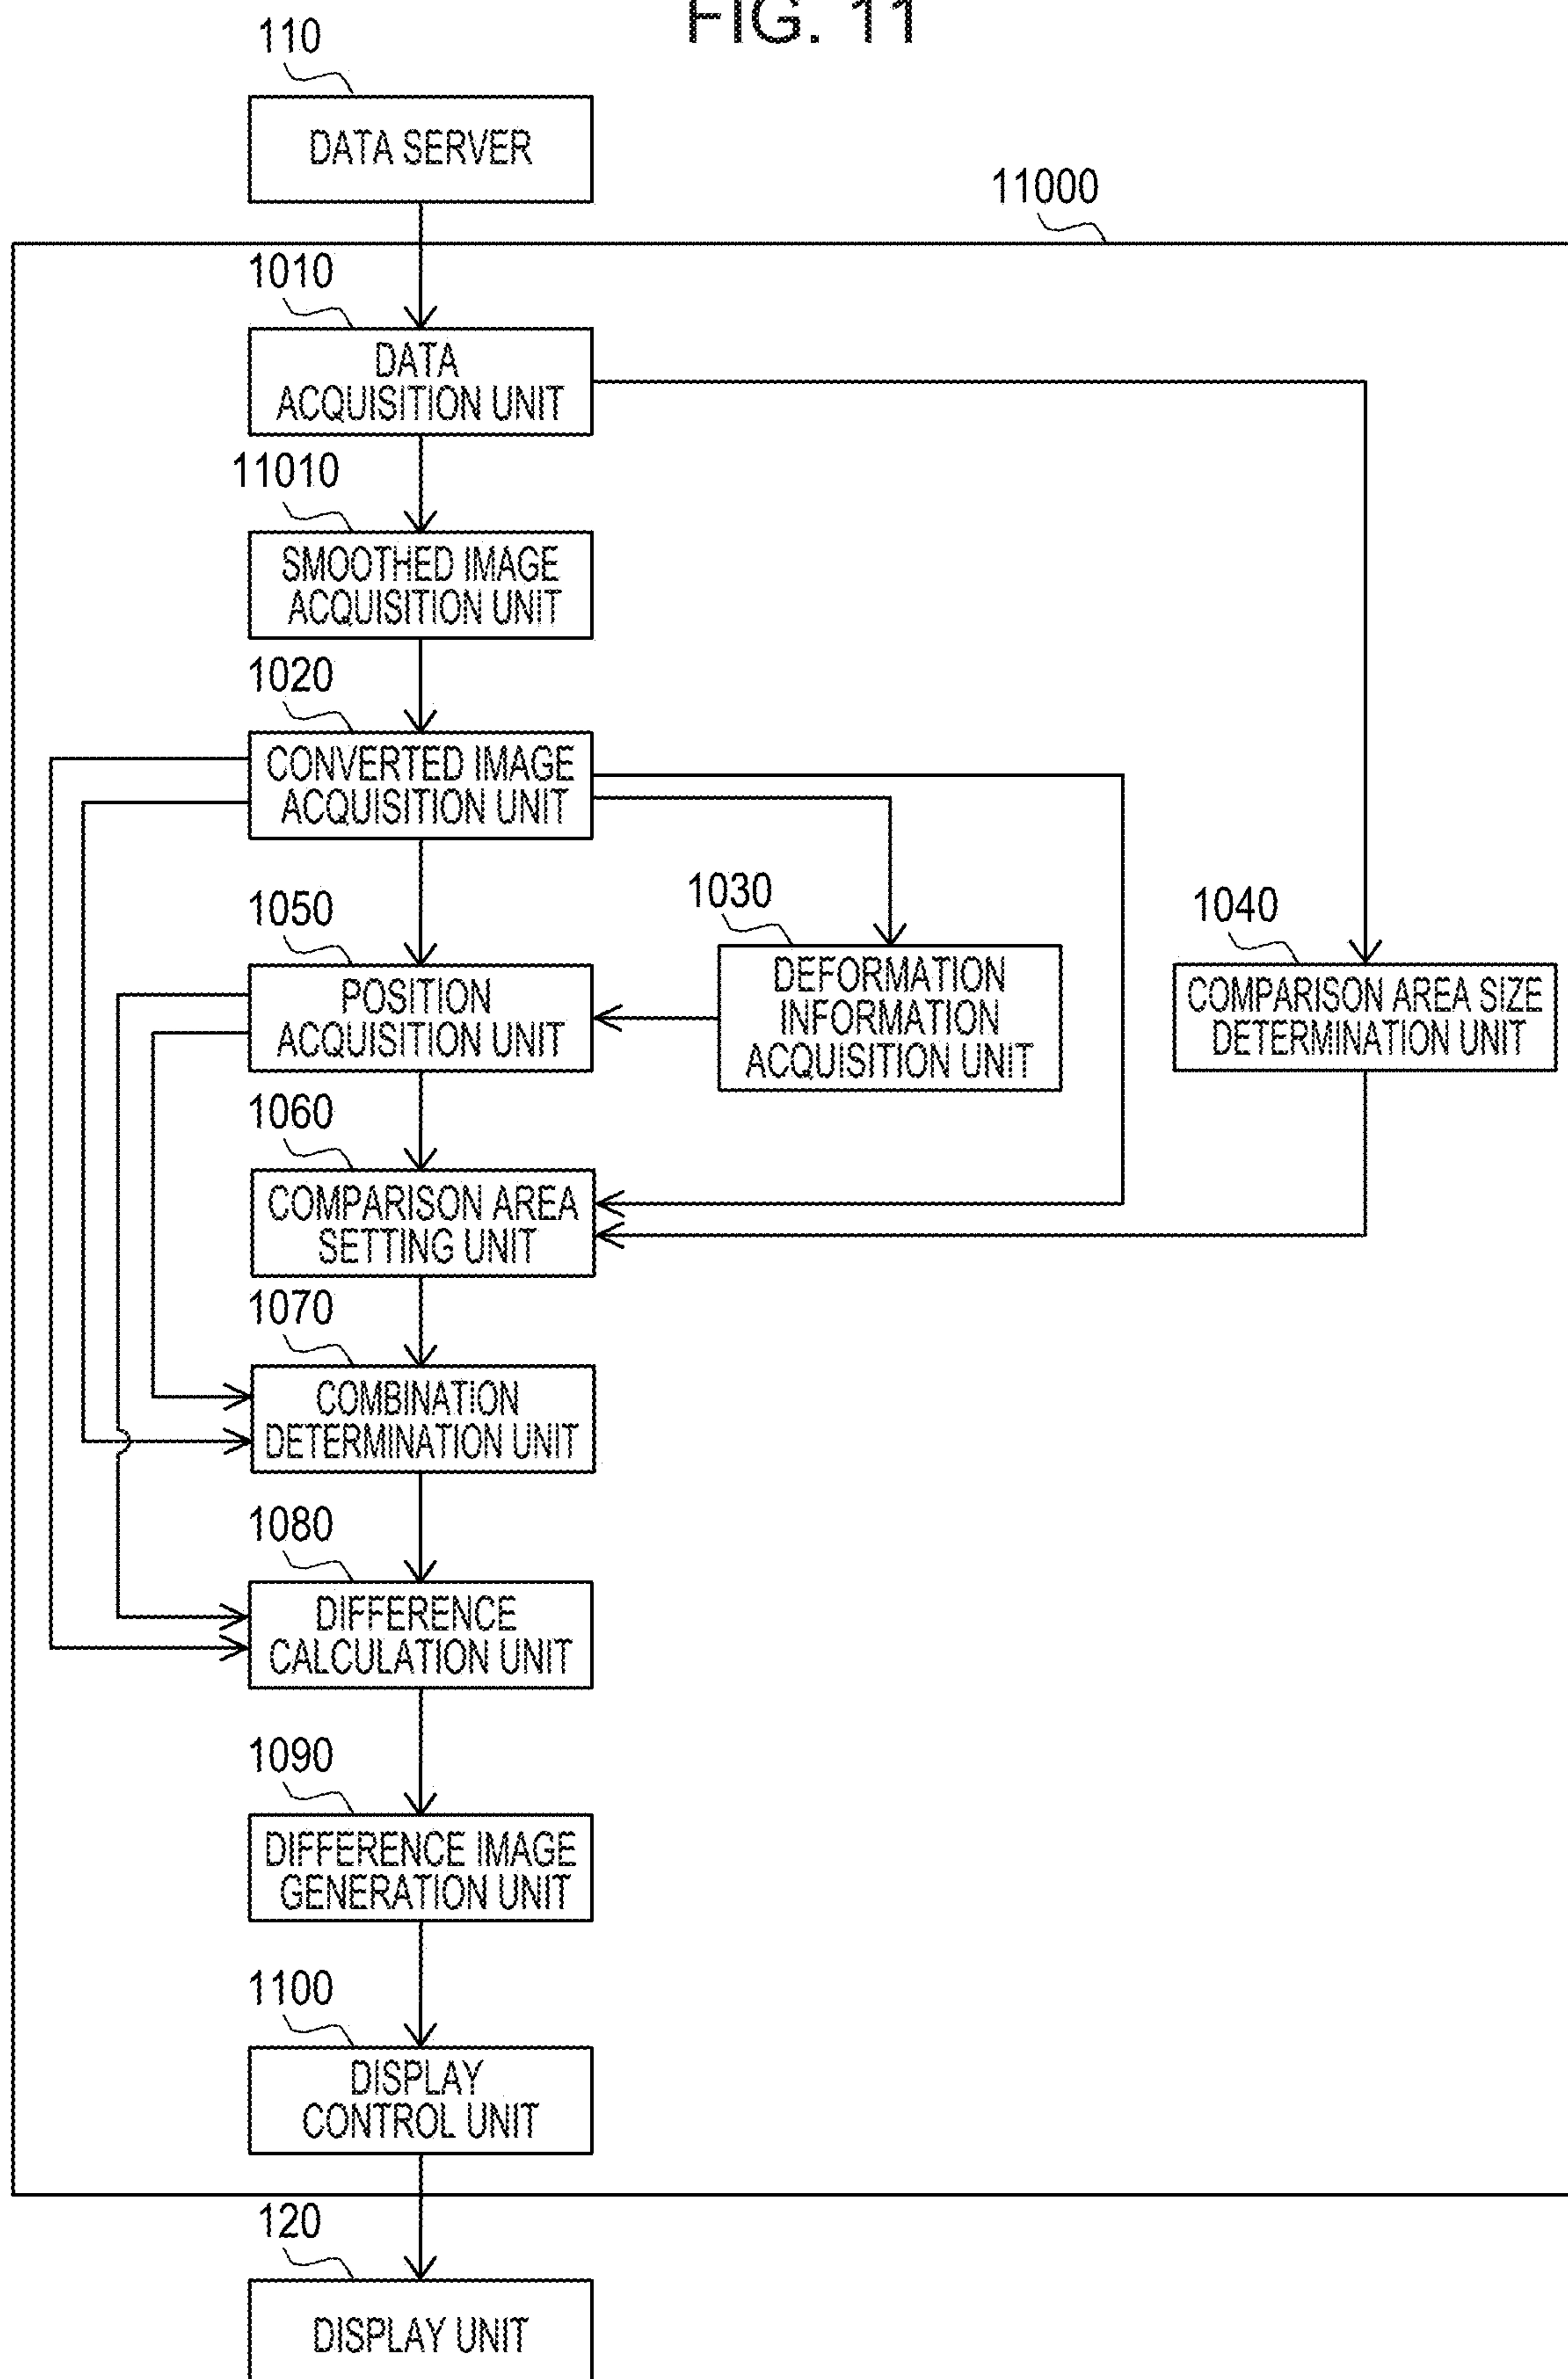 FIG. 11
110
DATA SERVER
11000
1010
DATA
ACQUISITION UNIT
11010
SMOOTHED IMAGE
ACQUISITION UNIT
1020
CONVERTED IMAGE
ACQUISITION UNIT
1050
POSITION
ACQUISITION UNIT
1030
DEFORMATION
INFORMATION
ACQUISITION UNIT
1040
COMPARISON AREA SIZE
DETERMINATION UNIT
1060
COMPARISON AREA
SETTING UNIT
1070
COMBINATION
DETERMINATION UNIT
1080
DIFFERENCE
CALCULATION UNIT
1090
DIFFERENCE IMAGE
GENERATION UNIT
1100
DISPLAY
CONTROL UNIT
120
DISPLAY UNIT